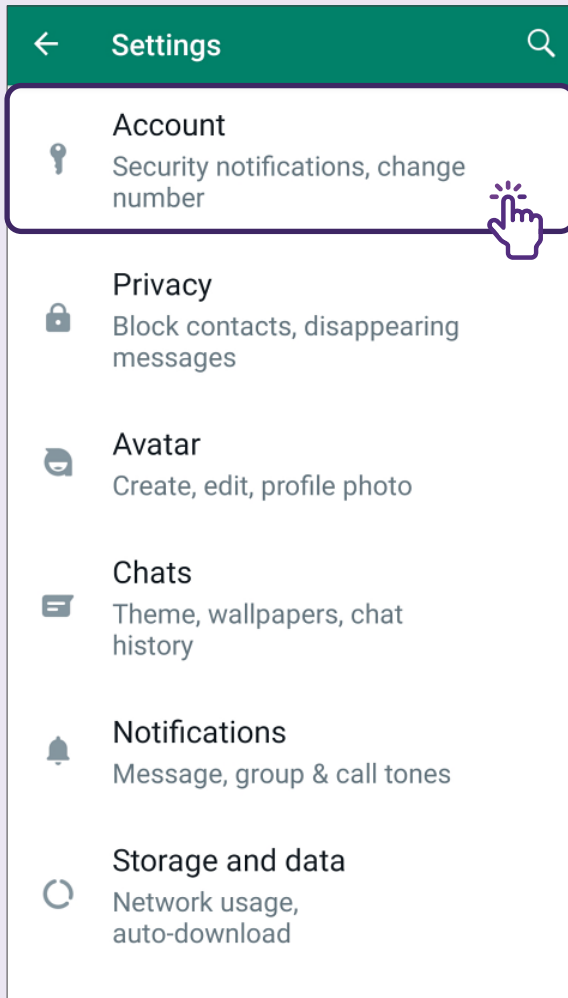 Settings
Account
Security notifications, change
number
Privacy
Block contacts, disappearing
messages
Avatar
Create, edit, profile photo
Chats
Theme, wallpapers, chat
history
Notifications
Message, group & call tones
Storage and data
Network usage,
auto-download